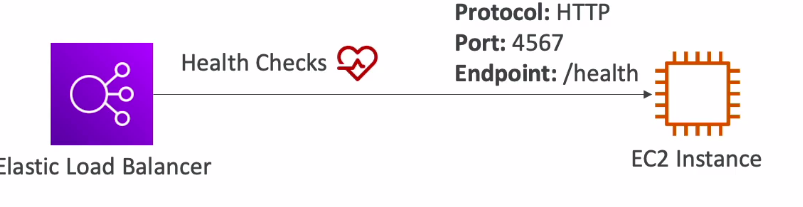 Protocol: HTTP
Port: 4567
Endpoint: /health
Health Checks
Elastic Load Balancer
EC2 Instance